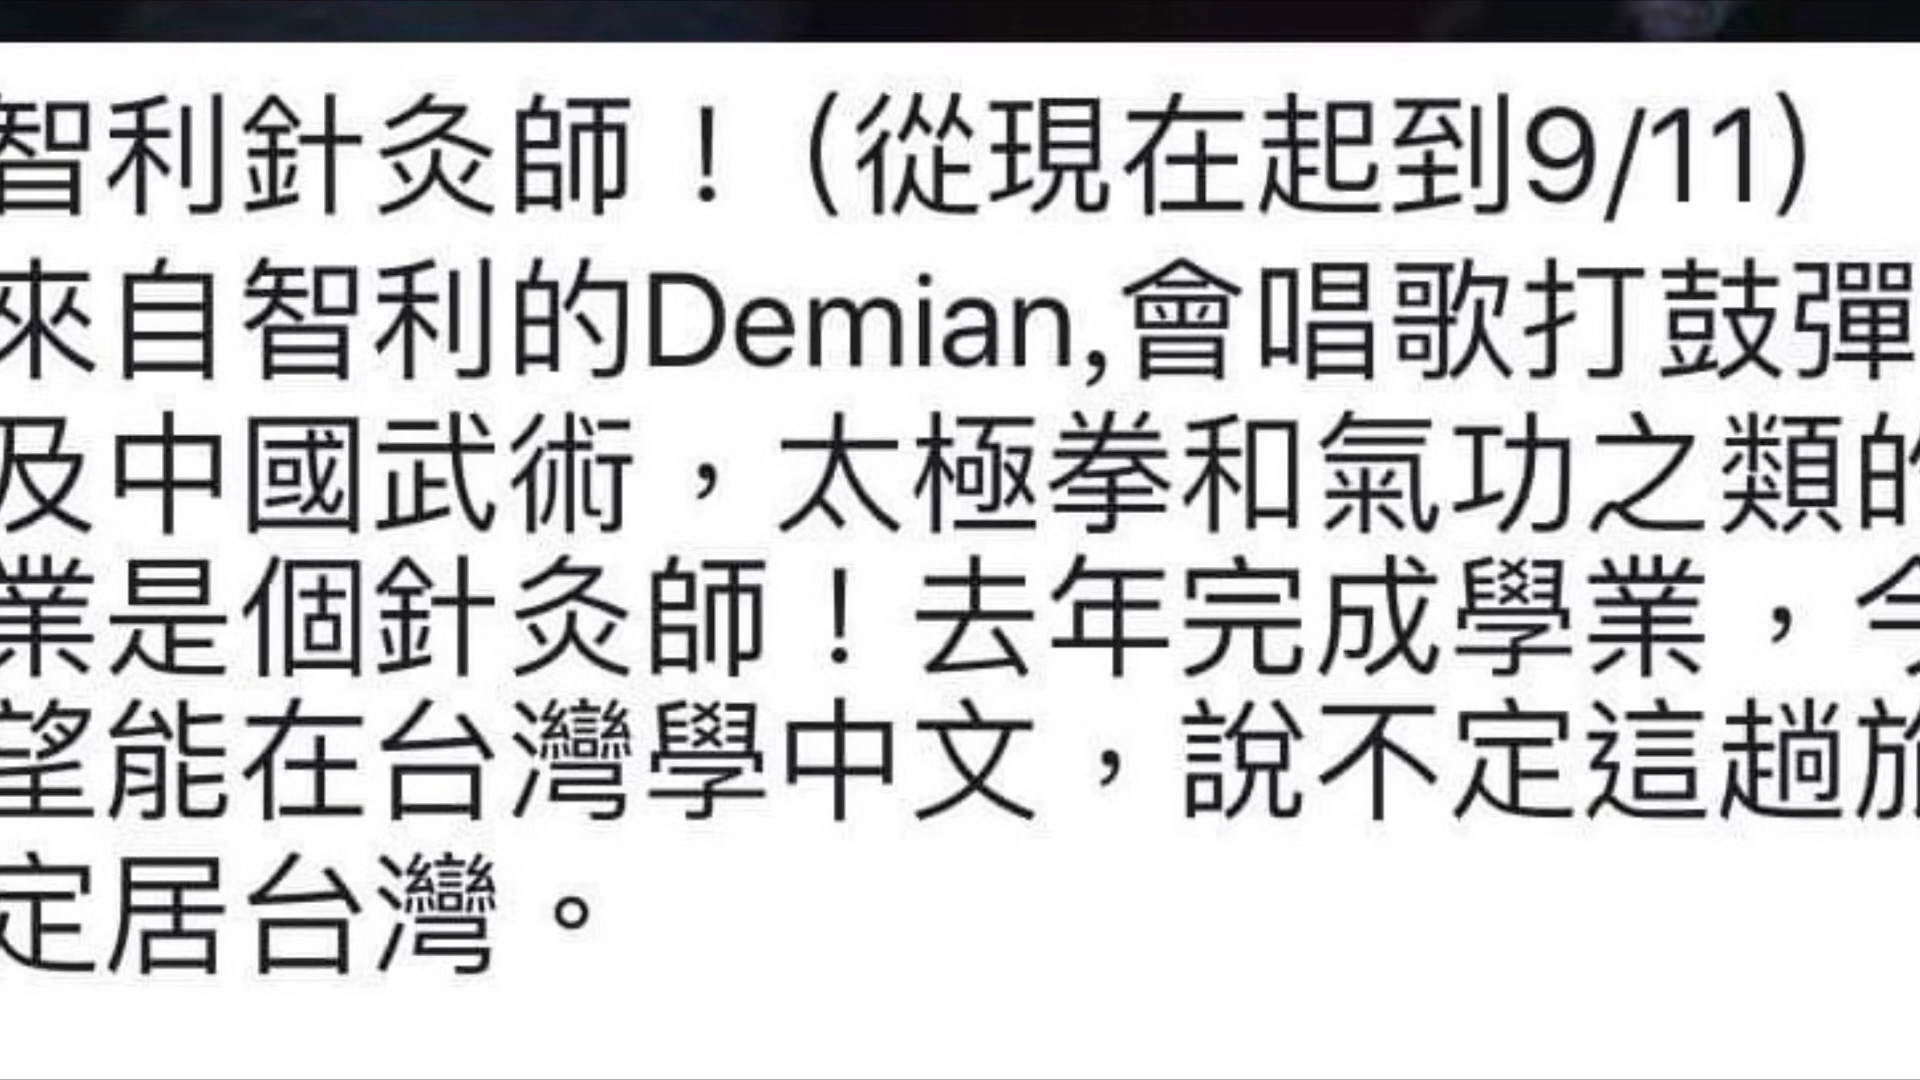 智利針灸師！（從現在起到9/11）
來自智利的Demian,會唱歌打鼓彈
及中國武術，太極拳和氣功之類的
業是個針灸師！去年完成學業，今
望能在台灣學中文，說不定這趟旅
定居台灣。